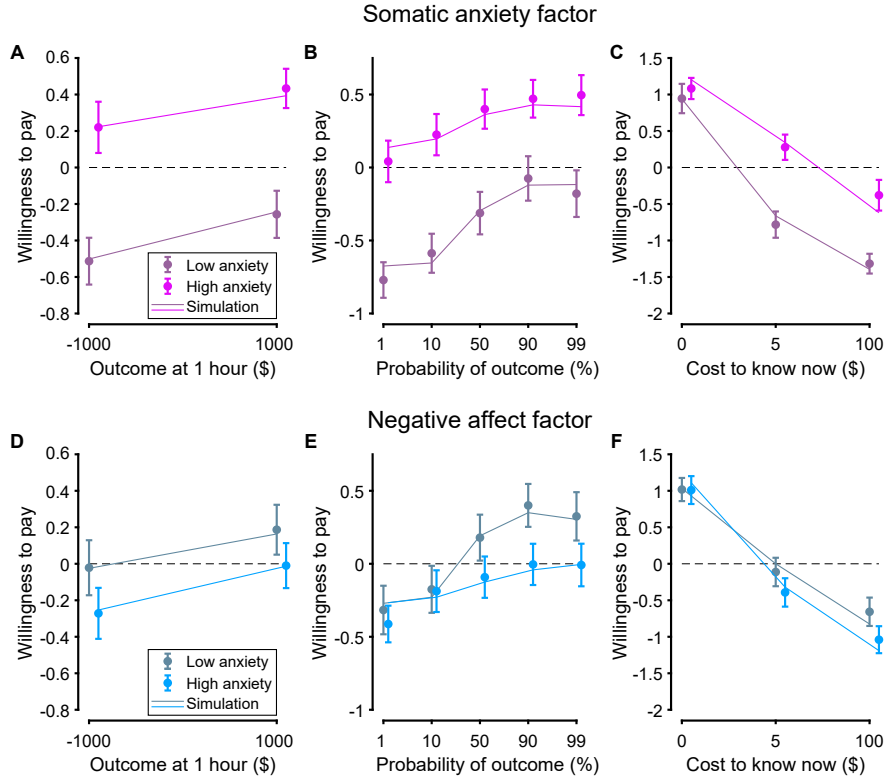 Somatic anxiety factor
A
B
C
Willingness to pay
0.6
0.4
0.2
0
-0.2
-0.4
-0.6
-0.8
Low anxiety
High anxiety
Simulation
-1000
1000
Outcome at 1 hour ($)
Willingness to pay
0.5
0
-0.5
-1
1
10
50
90
99
Probability of outcome (%)
Willingness to pay
1.5
1
0.5
0
-0.5
-1
-1.5
-2
0
5
100
Cost to know now ($)
Negative affect factor
D
E
F
Willingness to pay
0.6
0.4
0.2
0
-0.2
-0.4
-0.6
-0.8
Low anxiety
High anxiety
Simulation
-1000
1000
Outcome at 1 hour ($)
Willingness to pay
0.5
0
-0.5
-1
1
10
50
90
99
Probability of outcome (%)
Willingness to pay
1.5
1
0.5
0
-0.5
-1
-1.5
-2
0
5
100
Cost to know now ($)